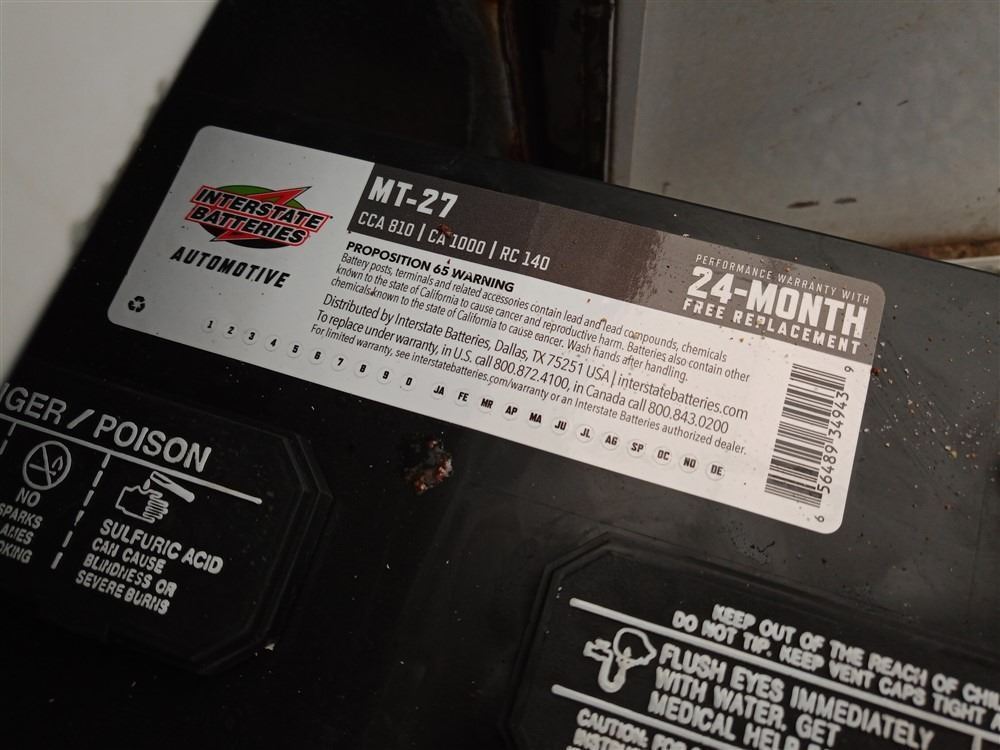 INTERSTATE
BATTERIES
AUTOMOTIVE
MT-27
CCA 810 | CA 1000 | RC 140
PERFORMANCE WARRANTY WITH
24-MONTH
FREE REPLACEMENT
PROPOSITION 65 WARNING
Battery posts, terminals and related accessories contain lead and lead compounds, chemicals
known to the state of California to cause cancer and reproductive harm. Batteries also contain other
chemicals known to the state of California to cause cancer. Wash hands after handling.
Distributed by Interstate Batteries, Dallas, TX 75251 USA | interstatebatteries.com
To replace under warranty, in U.S. call 800.872.4100, in Canada call 800.843.0200
For limited warranty, see interstatebatteries.com/warranty or an Interstate Batteries authorized dealer.
1 2 3 4 5 6 7 8 9 0 JA FE MR AP MA JU JL AG SP OC NO DE
6 56489 34943 9
GER / POISON
NO
SPARKS
KING
SULFURIC ACID
CAN CAUSE
BLINDNESS OR
SEVERE BURNS
KEEP OUT OF THE REACH OF CHIL
DO NOT TIP. KEEP VENT CAPS TIGHT A
FLUSH EYES IMMEDIATELY
WITH WATER, GET
MEDICAL HELP
CAUTION: FOR